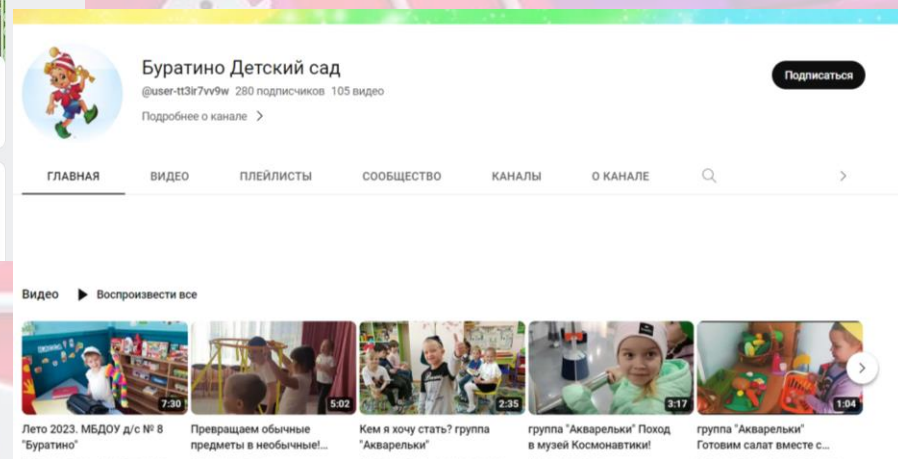 Буратино Детский сад
@user-tt3ir7vv9w 280 подписчиков 105 видео
Подробнее о канале
Подписаться
ГЛАВНАЯ ВИДЕО ПЛЕЙЛИСТЫ СООБЩЕСТВО КАНАЛЫ О КАНАЛЕ
Видео Воспроизвести все
7:30 5:02 2:35 3:17 1:04
Лето 2023. МБДОУ д/с № 8
"Буратино"
Превращаем обычные
предметы в необычные!...
Кем я хочу стать? группа
"Акварельки"
группа "Акварельки" Поход
в музей Космонавтики!
группа "Акварельки"
Готовим салат вместе с...